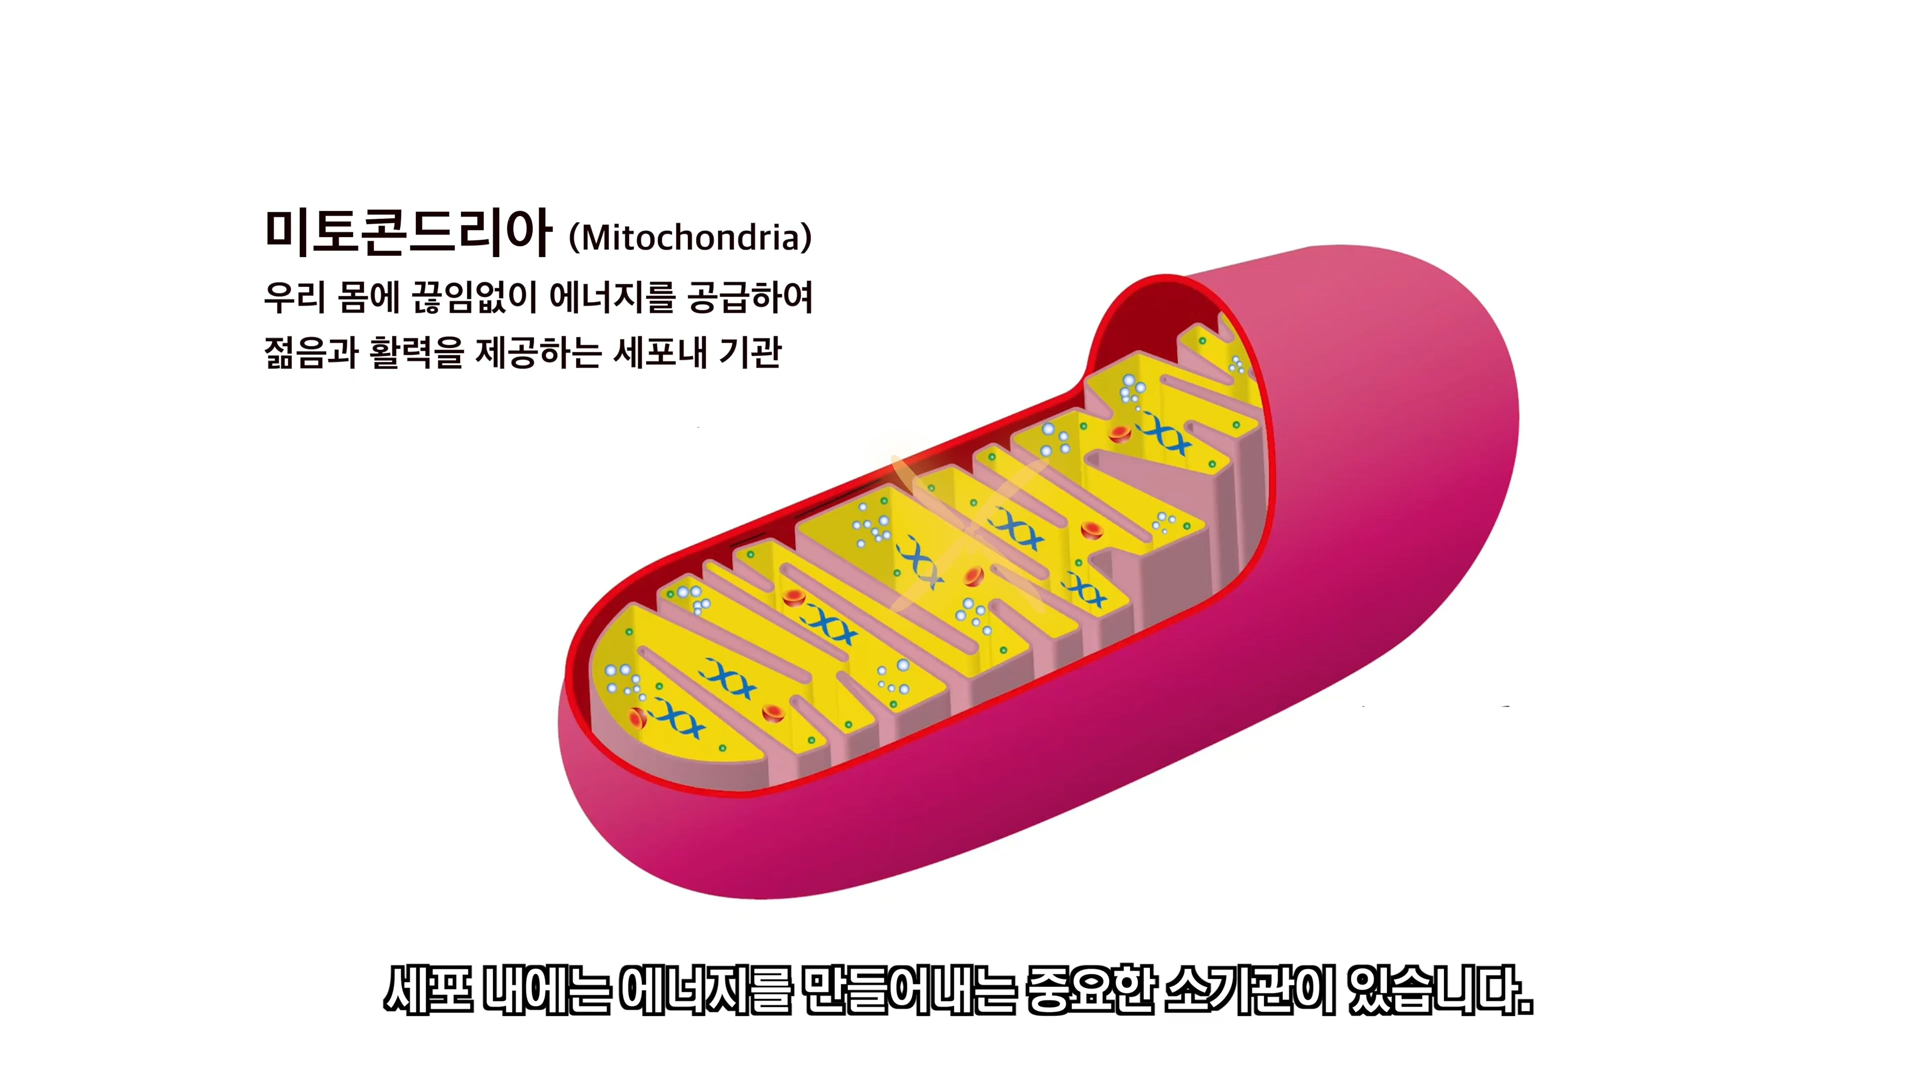 미토콘드리아 (Mitochondria)
우리 몸에 끊임없이 에너지를 공급하여
젊음과 활력을 제공하는 세포내 기관
세포 내에는 에너지를 만들어내는 중요한 소기관이 있습니다.